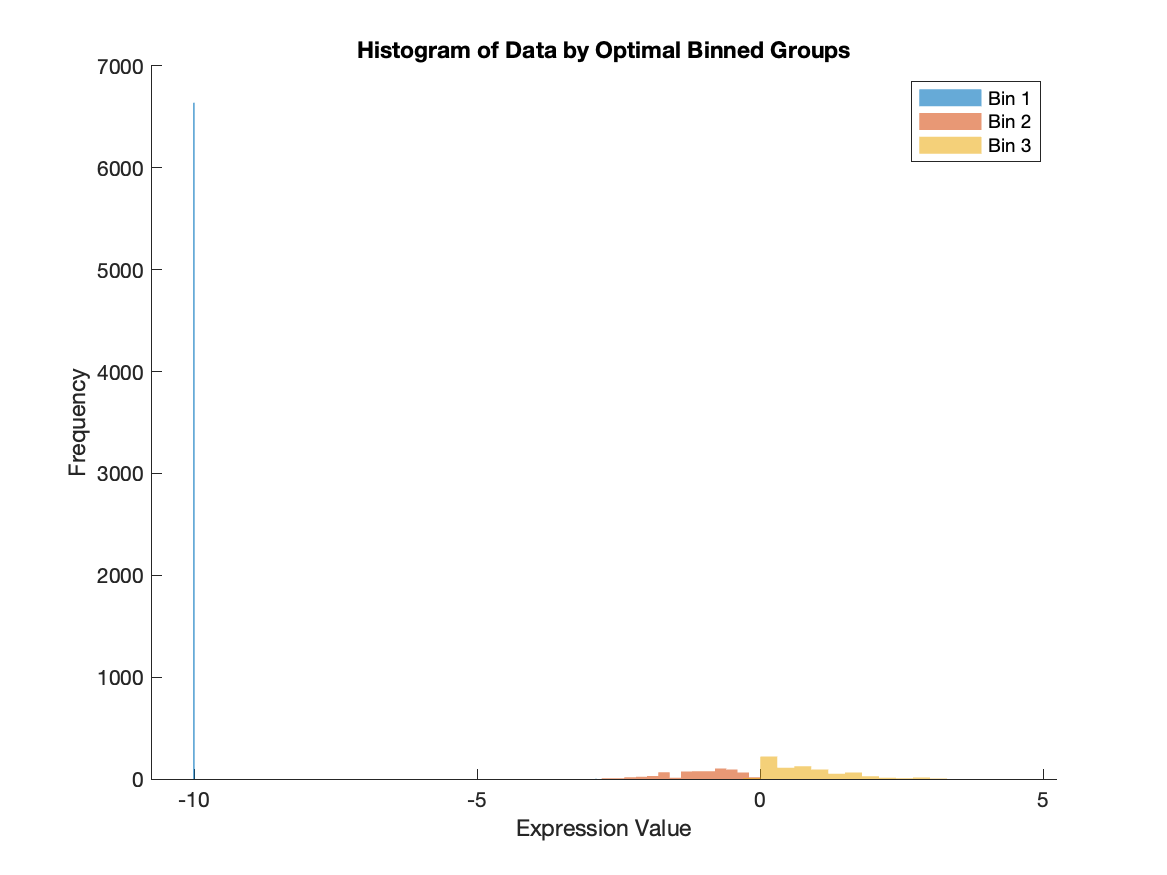 Histogram of Data by Optimal Binned Groups
7000
6000
5000
4000
3000
2000
1000
0
Frequency
Bin 1
Bin 2
Bin 3
-10
-5
0
5
Expression Value